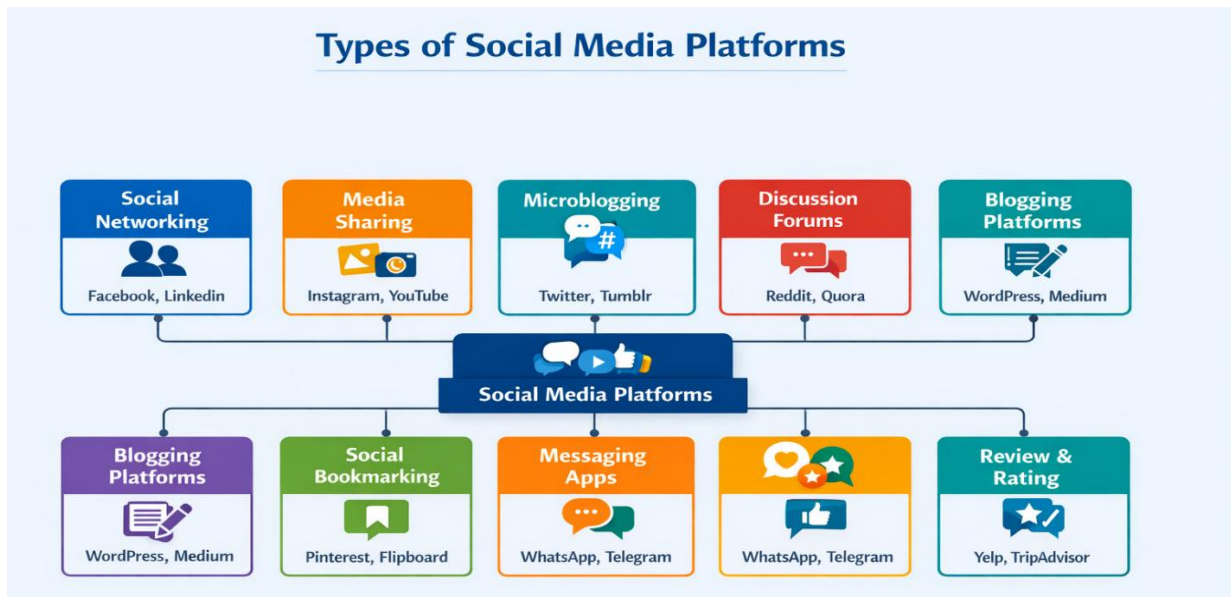 Types of Social Media Platforms
Social
Networking
Facebook, Linkedin
Media
Sharing
Instagram, YouTube
Microblogging
#
Twitter, Tumblr
Discussion
Forums
Reddit, Quora
Blogging
Platforms
WordPress, Medium
Social Media Platforms
Blogging
Platforms
WordPress, Medium
Social
Bookmarking
Pinterest, Flipboard
Messaging
Apps
WhatsApp, Telegram
WhatsApp, Telegram
Review &
Rating
Yelp, TripAdvisor